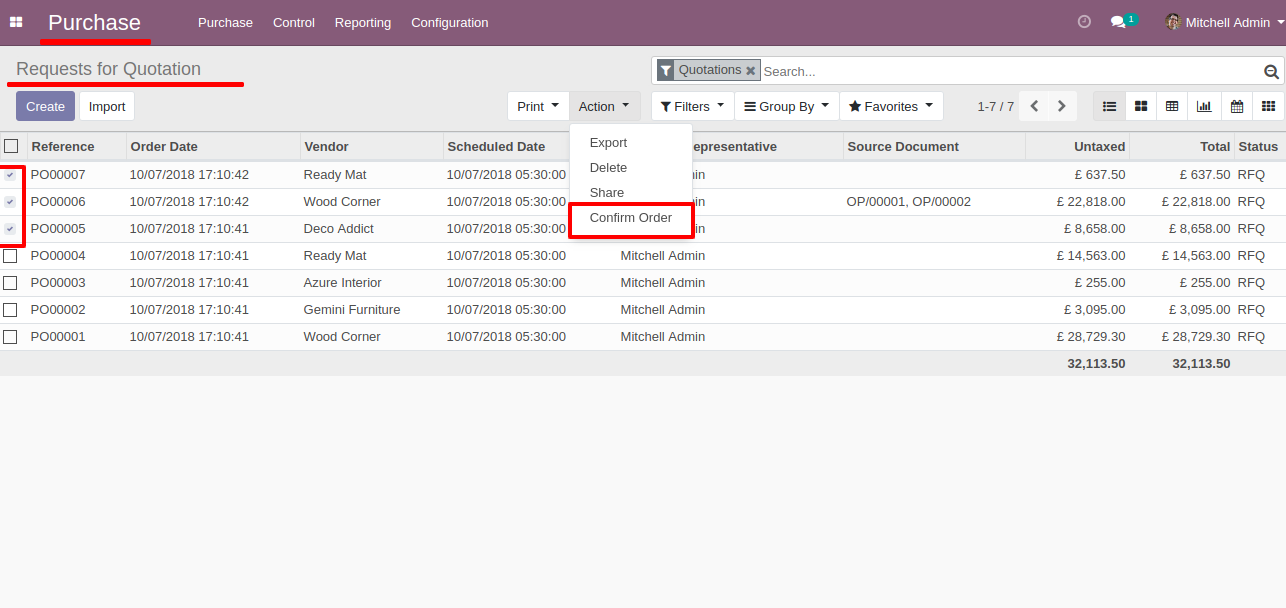 Purchase Purchase Control Reporting Configuration 1 Mitchell Admin
Requests for Quotation Quotations Search...
Create Import Print Action Filters Group By Favorites 1-7 / 7
Export
Delete
Share
Confirm Order
Reference Order Date Vendor Scheduled Date epresentative Source Document Untaxed Total Status
PO00007 10/07/2018 17:10:42 Ready Mat 10/07/2018 05:30:00 in £ 637.50 £ 637.50 RFQ
PO00006 10/07/2018 17:10:42 Wood Corner 10/07/2018 05:30:00 in OP/00001, OP/00002 £ 22,818.00 £ 22,818.00 RFQ
PO00005 10/07/2018 17:10:41 Deco Addict 10/07/2018 05:30:00 in £ 8,658.00 £ 8,658.00 RFQ
PO00004 10/07/2018 17:10:41 Ready Mat 10/07/2018 05:30:00 Mitchell Admin £ 14,563.00 £ 14,563.00 RFQ
PO00003 10/07/2018 17:10:41 Azure Interior 10/07/2018 05:30:00 Mitchell Admin £ 255.00 £ 255.00 RFQ
PO00002 10/07/2018 17:10:41 Gemini Furniture 10/07/2018 05:30:00 Mitchell Admin £ 3,095.00 £ 3,095.00 RFQ
PO00001 10/07/2018 17:10:41 Wood Corner 10/07/2018 05:30:00 Mitchell Admin £ 28,729.30 £ 28,729.30 RFQ
32,113.50 32,113.50